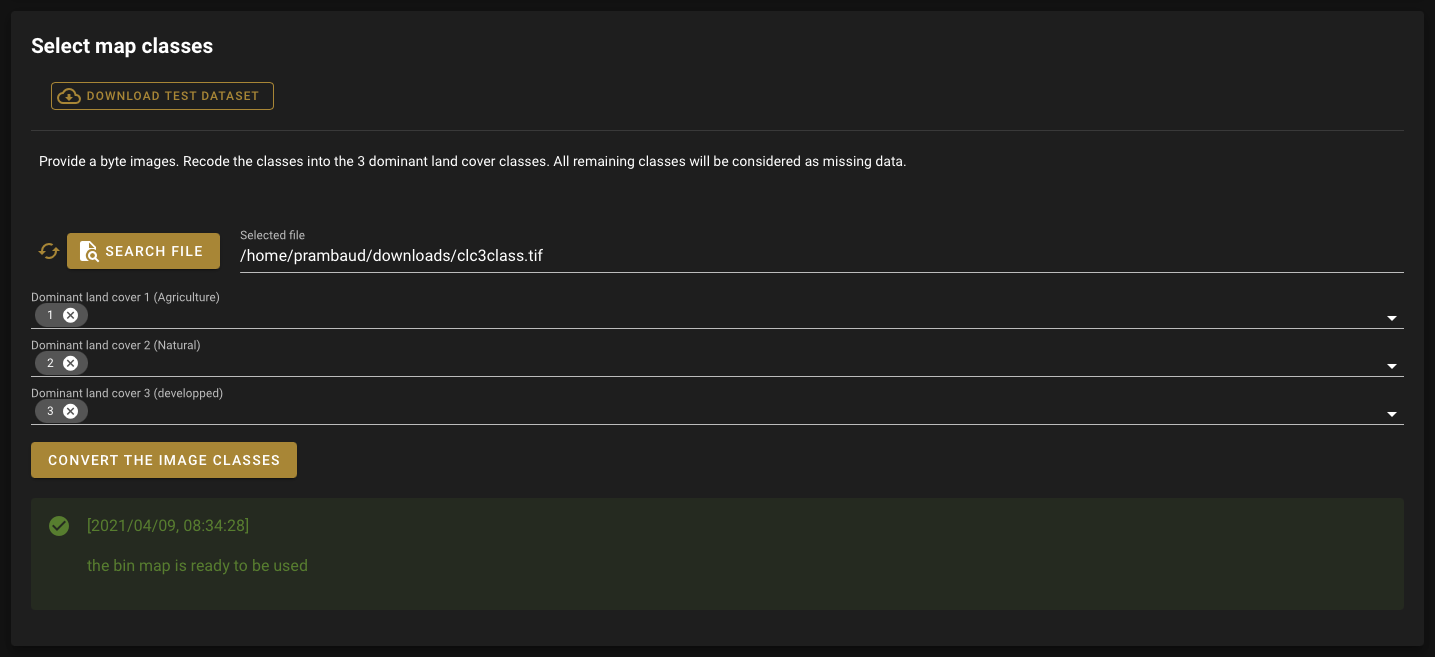 Select map classes
DOWNLOAD TEST DATASET
Provide a byte images. Recode the classes into the 3 dominant land cover classes. All remaining classes will be considered as missing data.
SEARCH FILE
Selected file
/home/prambaud/downloads/clc3class.tif
Dominant land cover 1 (Agriculture)
1
Dominant land cover 2 (Natural)
2
Dominant land cover 3 (developped)
3
CONVERT THE IMAGE CLASSES
[2021/04/09, 08:34:28]
the bin map is ready to be used